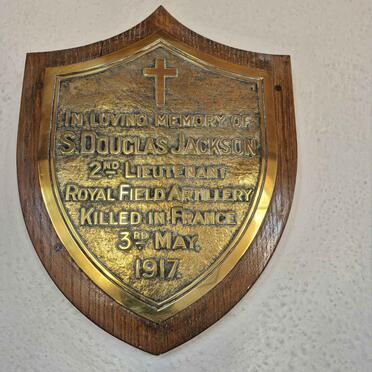 IN LOVING MEMORY OF
S. DOUGLAS JACKSON
2ND LIEUTENANT
ROYAL FIELD ARTILLERY
KILLED IN FRANCE
3RD MAY.
1917.